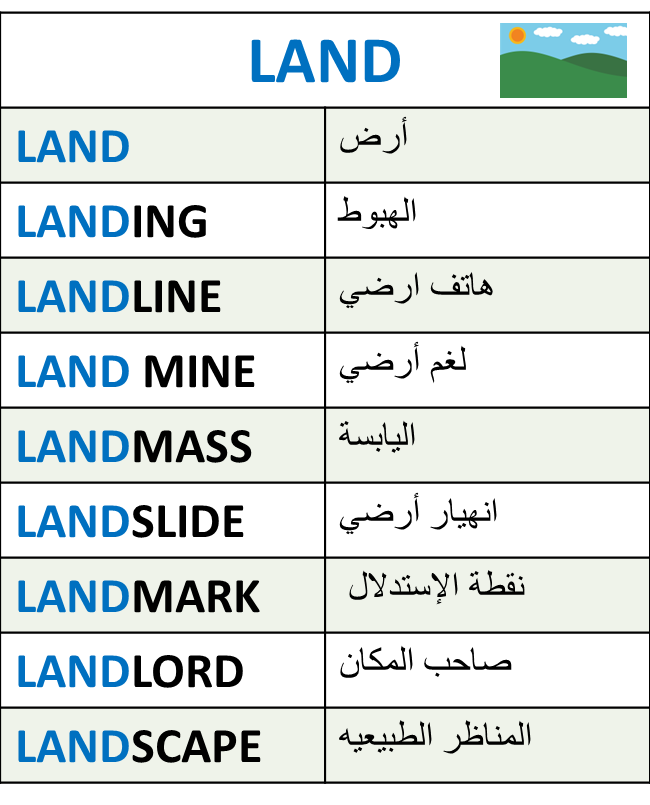 LAND
LAND أرض
LANDING الهبوط
LANDLINE هاتف ارضي
LAND MINE لغم أرضي
LANDMASS اليابسة
LANDSLIDE انهيار أرضي
LANDMARK نقطة الإستدلال
LANDLORD صاحب المكان
LANDSCAPE المناظر الطبيعيه